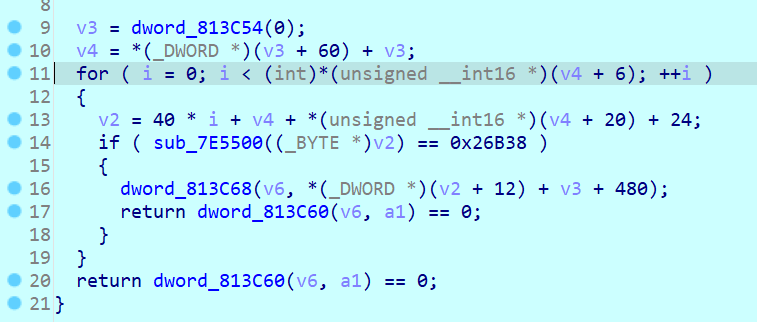 8
9 v3 = dword_813C54(0);
10 v4 = *(_DWORD *)(v3 + 60) + v3;
11 for ( i = 0; i < (int)*(unsigned __int16 *)(v4 + 6); ++i )
12 {
13 v2 = 40 * i + v4 + *(unsigned __int16 *)(v4 + 20) + 24;
14 if ( sub_7E5500((_BYTE *)v2) == 0x26B38 )
15 {
16 dword_813C68(v6, *(_DWORD *)(v2 + 12) + v3 + 480);
17 return dword_813C60(v6, a1) == 0;
18 }
19 }
20 return dword_813C60(v6, a1) == 0;
21 }